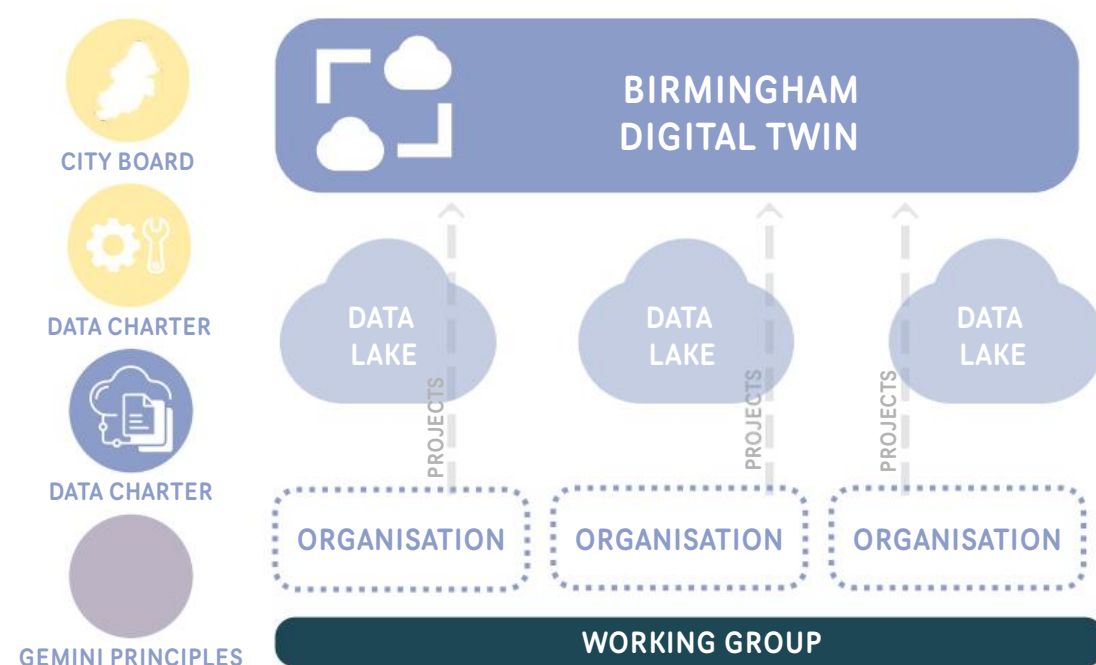 CITY BOARD
DATA CHARTER
DATA CHARTER
GEMINI PRINCIPLES
BIRMINGHAM
DIGITAL TWIN
DATA
LAKE
DATA
LAKE
DATA
LAKE
PROJECTS
PROJECTS
PROJECTS
ORGANISATION
ORGANISATION
ORGANISATION
WORKING GROUP